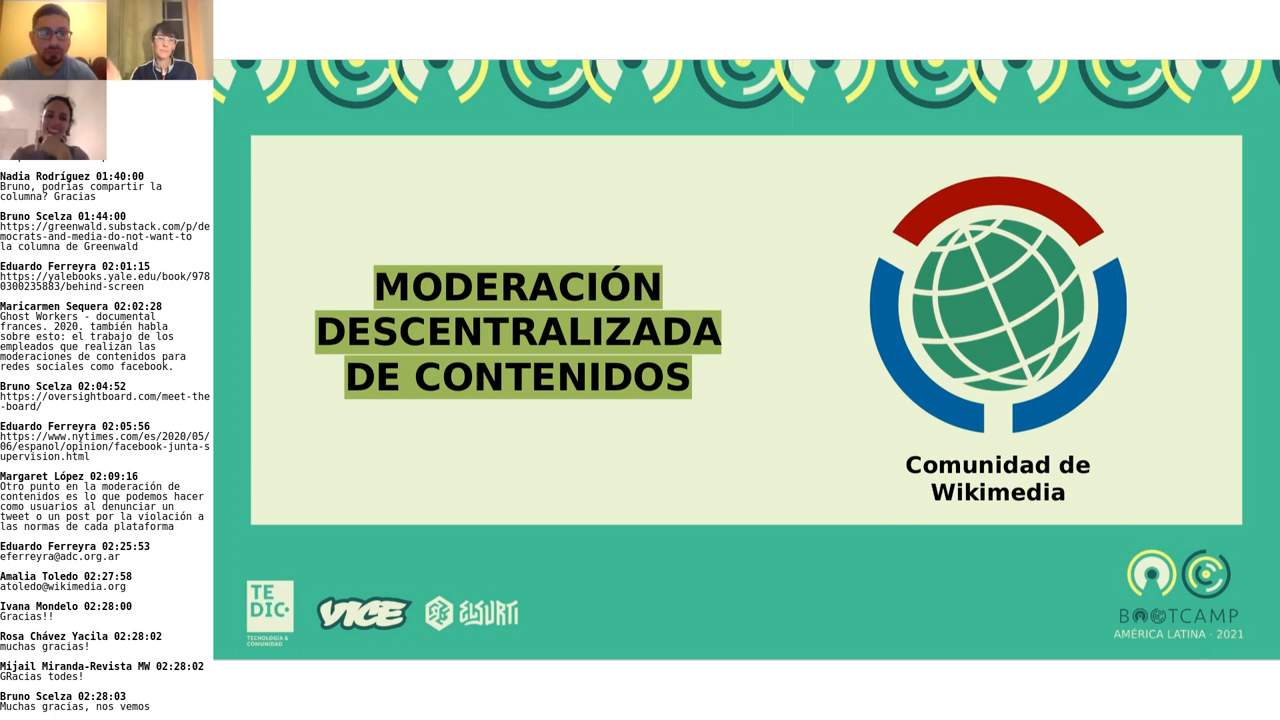 Nadia Rodríguez 01:40:00
Bruno, podrías compartir la
columna? Gracias
Bruno Scelza 01:44:00
https://greenwald.substack.com/p/de
mocrats-and-media-do-not-want-to
la columna de Greenwald
Eduardo Ferreyra 02:01:15
https://yalebooks.yale.edu/book/978
0300235883/behind-screen
Maricarmen Sequera 02:02:28
Ghost Workers - documental
frances. 2020. también habla
sobre esto: el trabajo de los
empleados que realizan las
moderaciones de contenidos para
redes sociales como facebook.
Bruno Scelza 02:04:52
https://oversightboard.com/meet-the
-board/
Eduardo Ferreyra 02:05:56
https://www.nytimes.com/es/2020/05/
06/espanol/opinion/facebook-junta-s
upervision.html
Margaret López 02:09:16
Otro punto en la moderación de
contenidos es lo que podemos hacer
como usuarios al denunciar un
tweet o un post por la violación a
las normas de cada plataforma
Eduardo Ferreyra 02:25:53
eferreyra@adc.org.ar
Amalia Toledo 02:27:58
atoledo@wikimedia.org
Ivana Mondelo 02:28:00
Gracias!!
Rosa Chávez Yacila 02:28:02
muchas gracias!
Mijail Miranda-Revista MW 02:28:02
GRacias todes!
Bruno Scelza 02:28:03
Muchas gracias, nos vemos
MODERACIÓN
DESCENTRALIZADA
DE CONTENIDOS
Comunidad de
Wikimedia
TE
DIC
TECNOLOGÍA &
COMUNIDAD
VICE
ELSURTI
BOOTCAMP
AMÉRICA LATINA · 2021